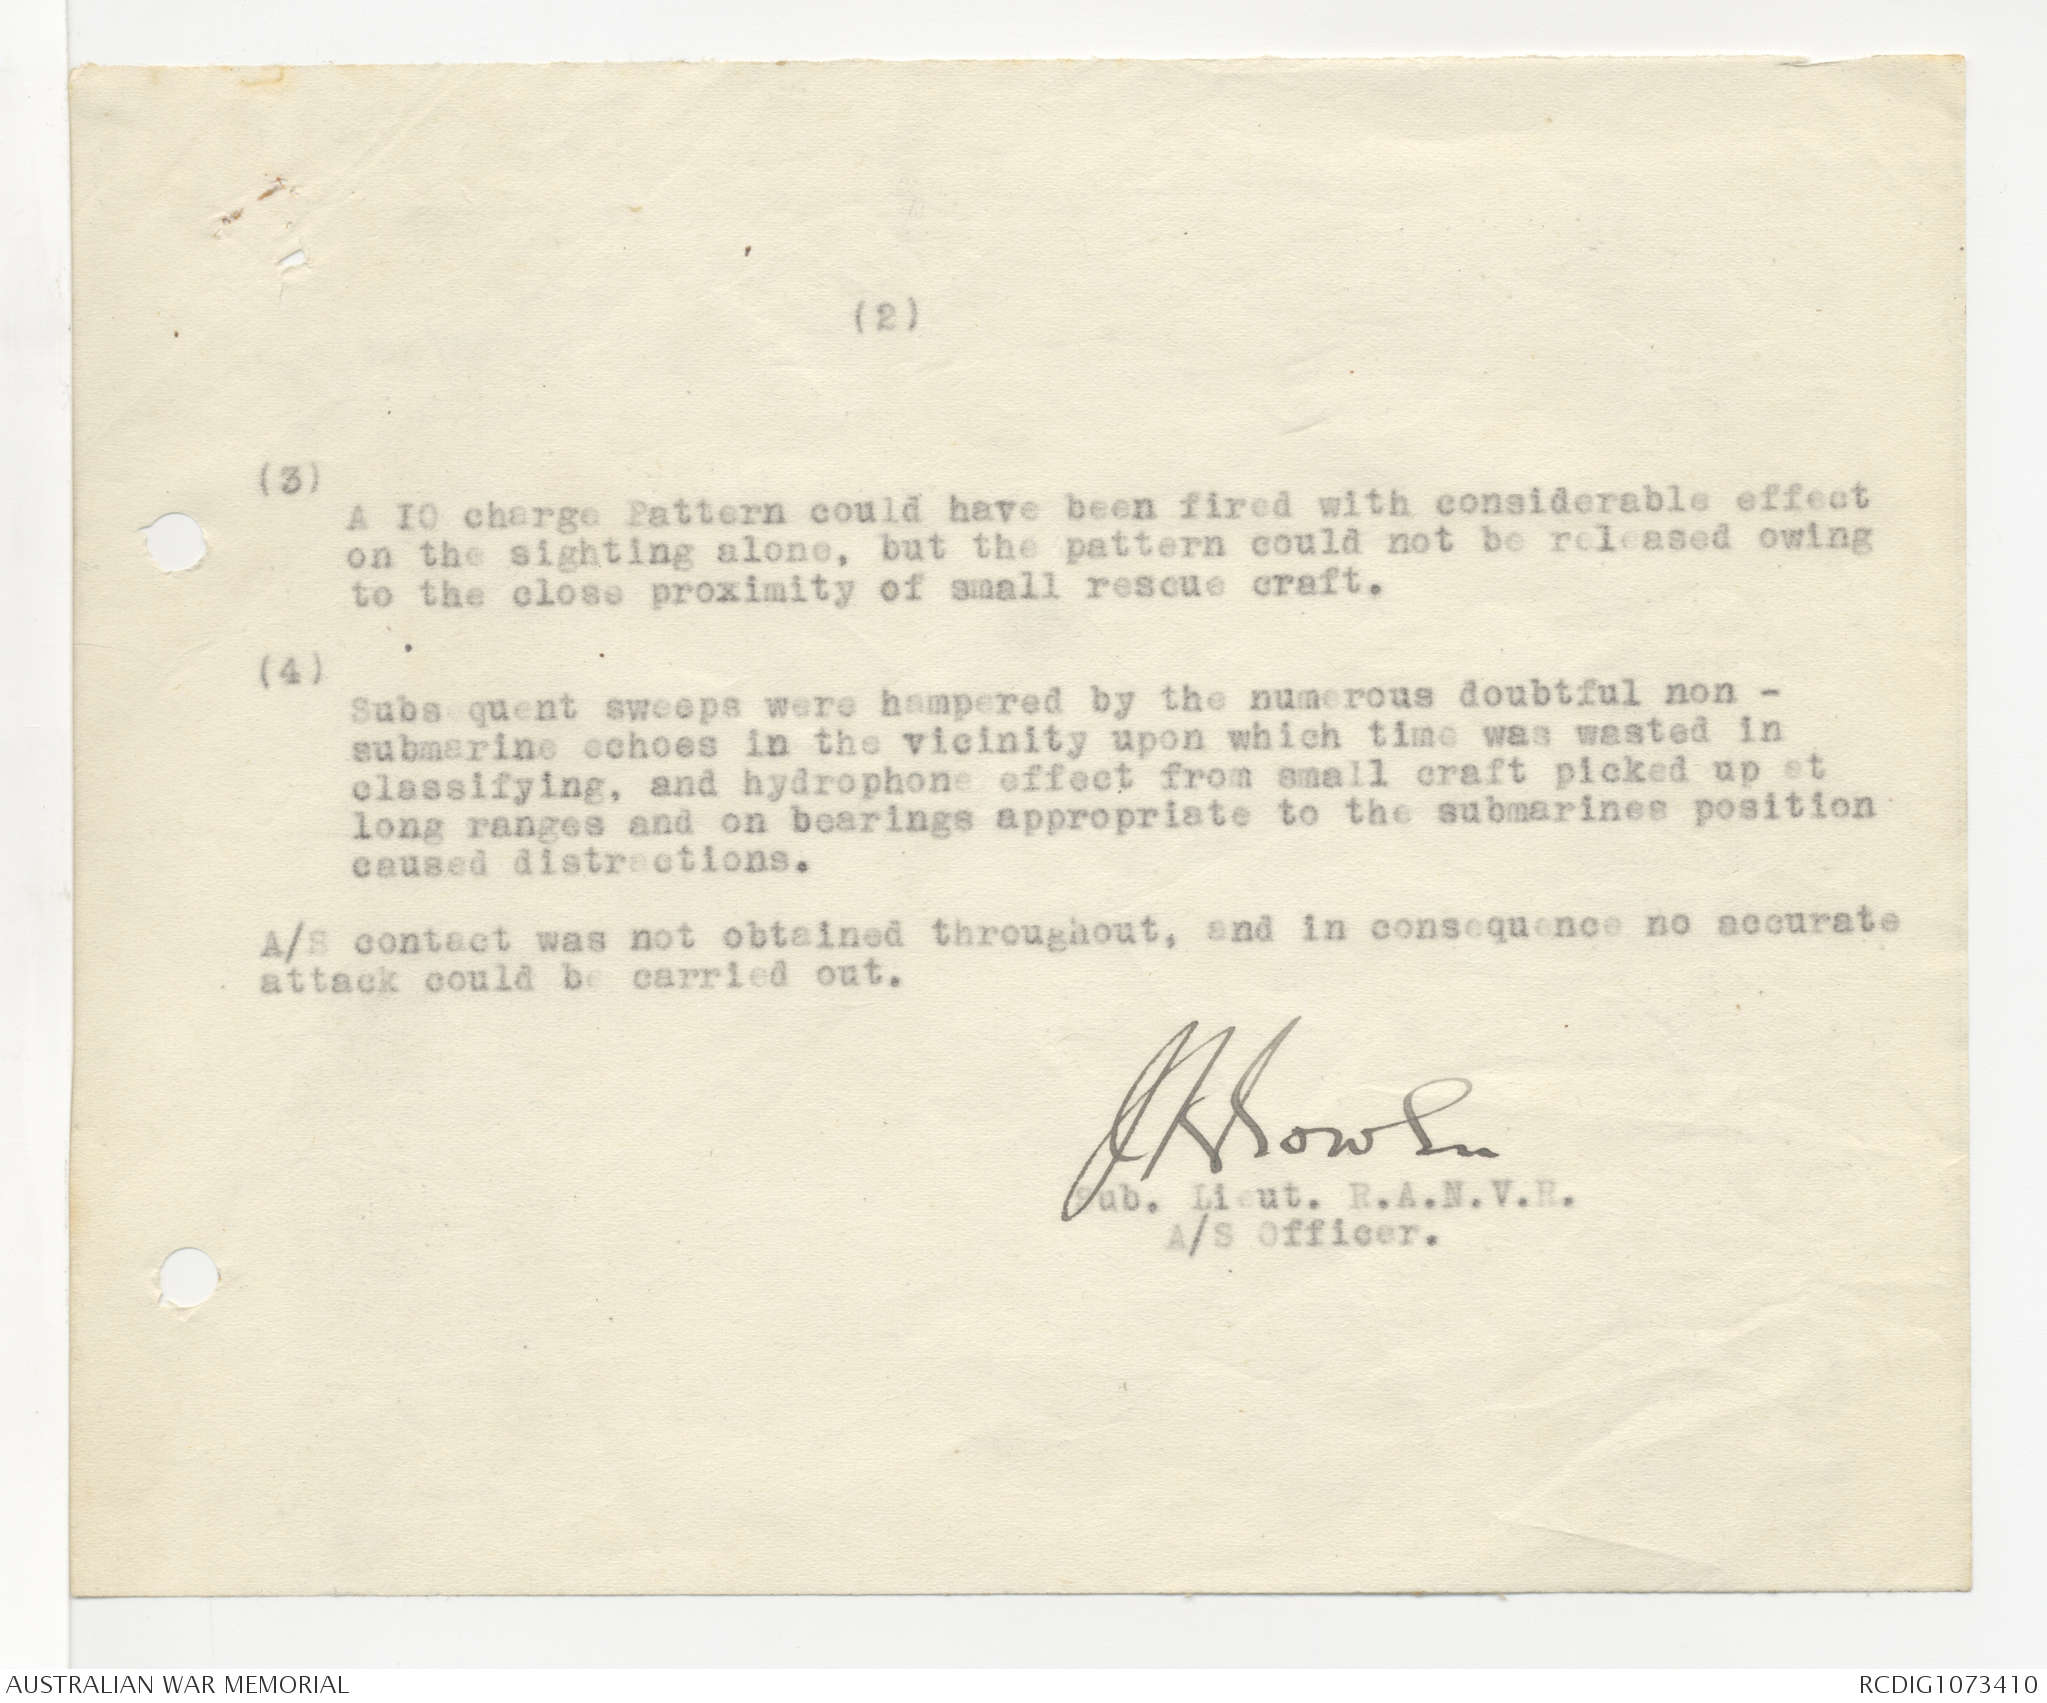 (2)
(3)
A IO charge Pattern could have been fired with considerable effect
on the sighting alone, but the pattern could not be released owing
to the close proximity of small rescue craft.
(4)
Subsequent sweeps were hampered by the numerous doubtful non -
submarine echoes in the vicinity upon which time was wasted in
classifying, and hydrophone effect from small craft picked up at
long ranges and on bearings appropriate to the submarines position
caused distractions.
A/S contact was not obtained throughout, and in consequence no accurate
attack could be carried out.
Sub. Lieut. R.A.N.V.R.
A/S Officer.
AUSTRALIAN WAR MEMORIAL
RCDIG1073410